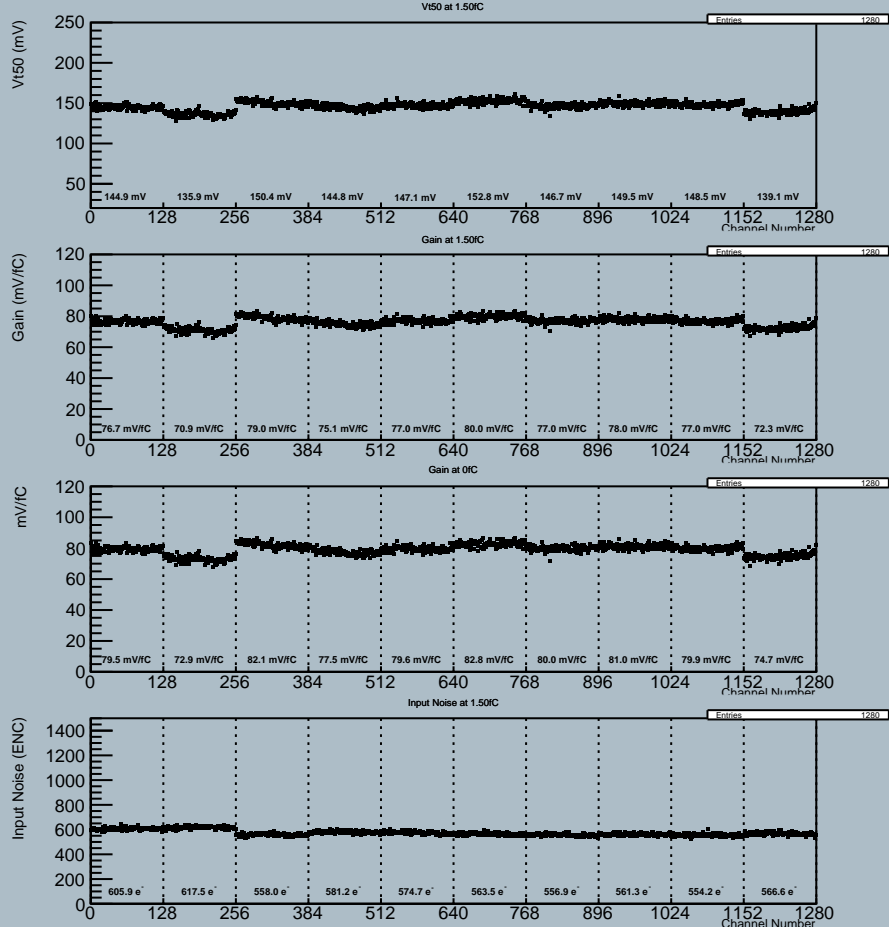 Vt50 at 1.50fC
Entries 1280
Vt50 (mV)
250
200
150
100
50
144.9 mV 135.9 mV 150.4 mV 144.8 mV 147.1 mV 152.8 mV 146.7 mV 149.5 mV 148.5 mV 139.1 mV
0 128 256 384 512 640 768 896 1024 1152 1280
Channel Number
Gain at 1.50fC
Entries 1280
Gain (mV/fC)
120
100
80
60
40
20
0
76.7 mV/fC 70.9 mV/fC 79.0 mV/fC 75.1 mV/fC 77.0 mV/fC 80.0 mV/fC 77.0 mV/fC 78.0 mV/fC 77.0 mV/fC 72.3 mV/fC
0 128 256 384 512 640 768 896 1024 1152 1280
Channel Number
Gain at 0fC
Entries 1280
mV/fC
120
100
80
60
40
20
0
79.5 mV/fC 72.9 mV/fC 82.1 mV/fC 77.5 mV/fC 79.6 mV/fC 82.8 mV/fC 80.0 mV/fC 81.0 mV/fC 79.9 mV/fC 74.7 mV/fC
0 128 256 384 512 640 768 896 1024 1152 1280
Channel Number
Input Noise at 1.50fC
Entries 1280
Input Noise (ENC)
1400
1200
1000
800
600
400
200
0
605.9 e⁻ 617.5 e⁻ 558.0 e⁻ 581.2 e⁻ 574.7 e⁻ 563.5 e⁻ 556.9 e⁻ 561.3 e⁻ 554.2 e⁻ 566.6 e⁻
0 128 256 384 512 640 768 896 1024 1152 1280
Channel Number